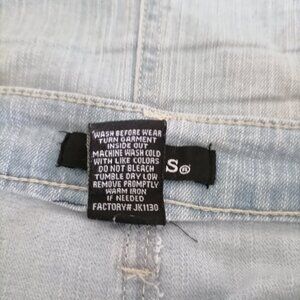 WASH BEFORE WEAR
TURN GARMENT
INSIDE OUT
MACHINE WASH COLD
WITH LIKE COLORS
DO NOT BLEACH
TUMBLE DRY LOW
REMOVE PROMPTLY
WARM IRON
IF NEEDED
FACTORY# JK1130
S®